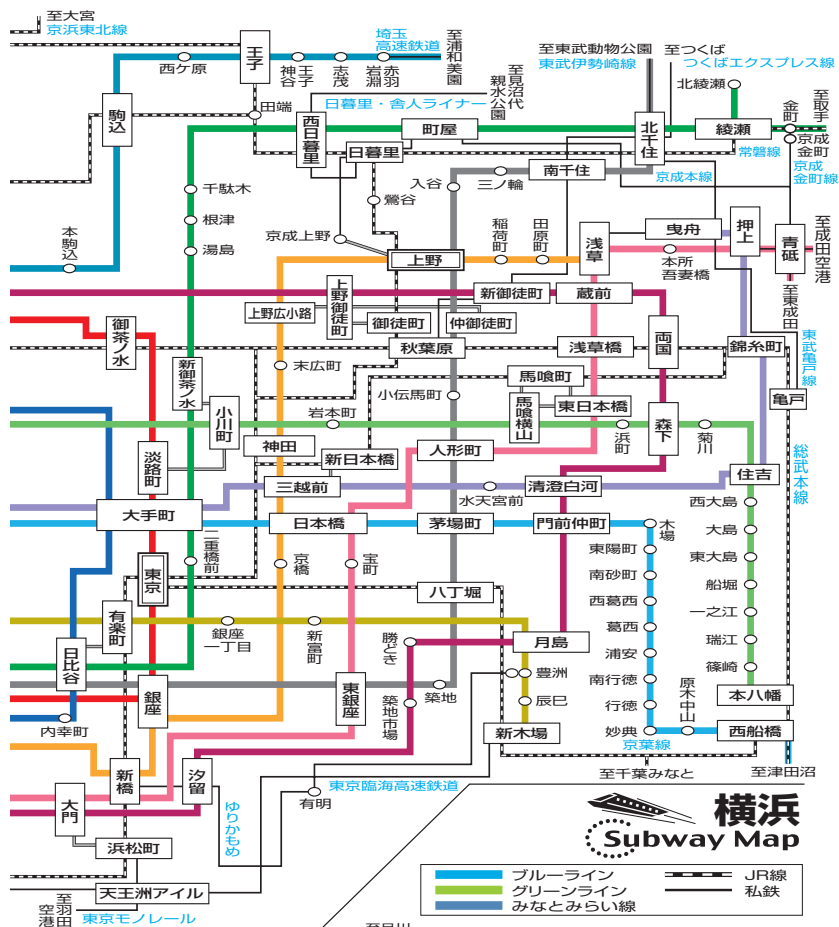 至大宮
京浜東北線
王子
西ケ原
王子神谷
志茂
赤羽岩淵
埼玉
高速鉄道
至浦和美園
至見沼代
親水公園
日暮里・舎人ライナー
至東武動物公園
東武伊勢崎線
至つくば
つくばエクスプレス線
北綾瀬
至取手
駒込
田端
西日暮里
町屋
日暮里
北千住
綾瀬
金町
京成金町
常磐線
京成金町線
京成本線
千駄木
鶯谷
入谷
三ノ輪
南千住
根津
本駒込
湯島
京成上野
上野
稲荷町
田原町
浅草
曳舟
押上
本所
吾妻橋
青砥
至成田空港
至東成田
上野御徒町
新御徒町
蔵前
上野広小路
御徒町
仲御徒町
御茶ノ水
秋葉原
浅草橋
両国
錦糸町
東武亀戸線
新御茶ノ水
末広町
馬喰町
小伝馬町
馬喰横山
東日本橋
亀戸
小川町
岩本町
浜町
森下
菊川
淡路町
神田
新日本橋
人形町
住吉
総武本線
三越前
水天宮前
清澄白河
西大島
大手町
日本橋
茅場町
門前仲町
木場
大島
二重橋前
京橋
宝町
東陽町
東大島
東京
八丁堀
南砂町
船堀
有楽町
銀座
一丁目
新富町
西葛西
一之江
日比谷
勝どき
月島
葛西
瑞江
浦安
篠崎
豊洲
南行徳
原木中山
本八幡
銀座
東銀座
築地
築地市場
辰巳
行徳
内幸町
新木場
妙典
西船橋
京葉線
新橋
汐留
至千葉みなと
至津田沼
東京臨海高速鉄道
有明
大門
ゆりかもめ
浜松町
天王洲アイル
至羽田空港
東京モノレール
横浜
Subway Map
ブルーライン
JR線
グリーンライン
私鉄
みなとみらい線